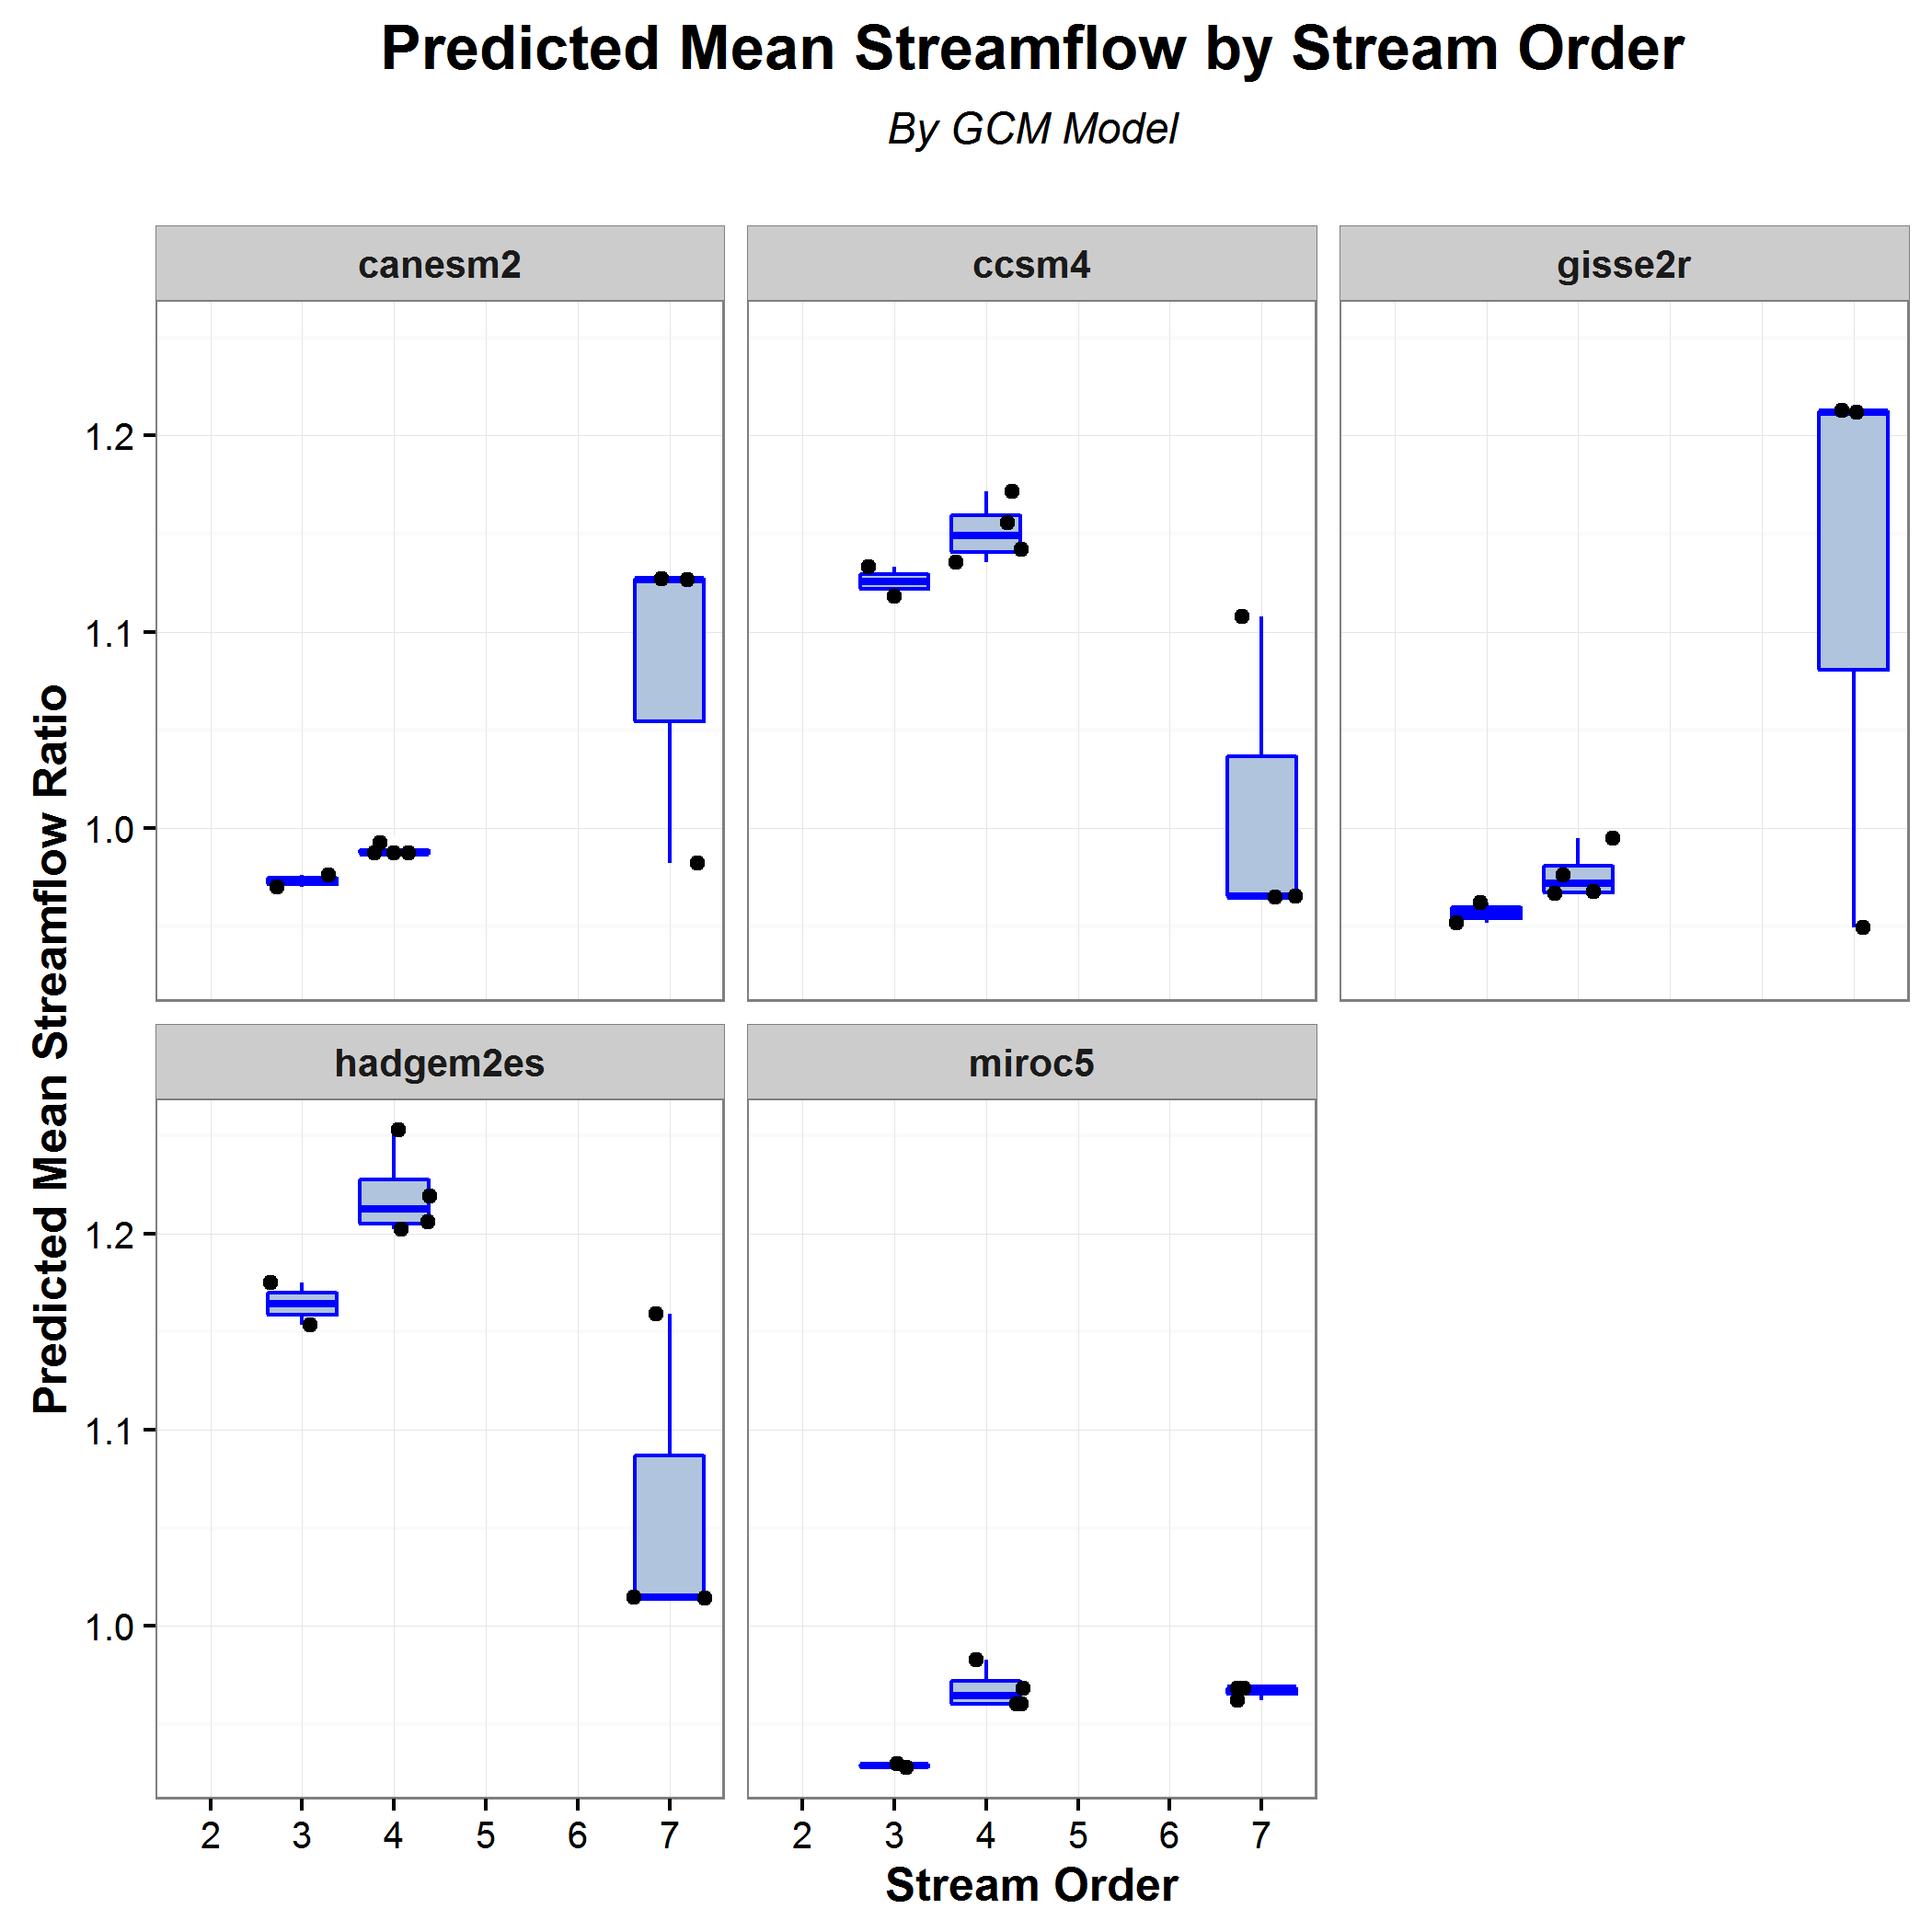 Predicted Mean Streamflow by Stream Order
By GCM Model
canesm2
ccsm4
gisse2r
1.2
1.1
1.0
Predicted Mean Streamflow Ratio
hadgem2es
miroc5
1.2
1.1
1.0
2 3 4 5 6 7
2 3 4 5 6 7
Stream Order